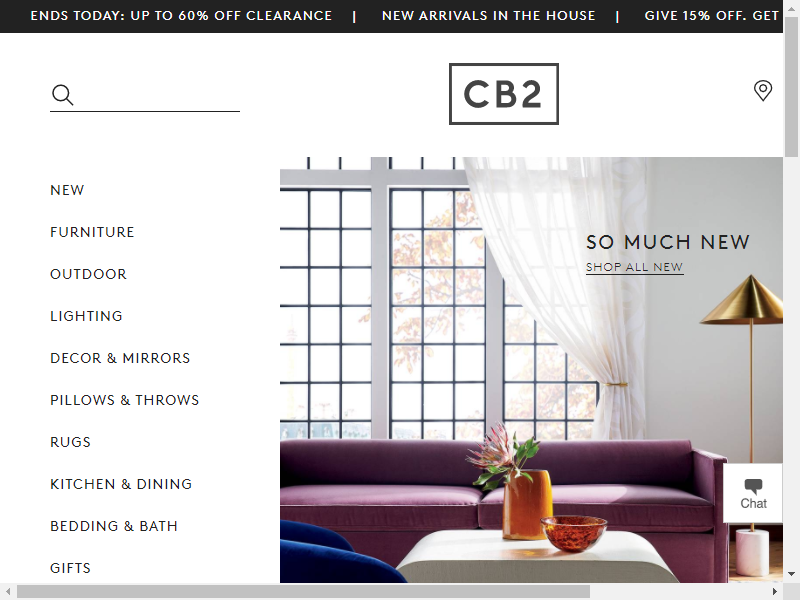 ENDS TODAY: UP TO 60% OFF CLEARANCE | NEW ARRIVALS IN THE HOUSE | GIVE 15% OFF. GET
CB2
NEW
FURNITURE
OUTDOOR
LIGHTING
DECOR & MIRRORS
PILLOWS & THROWS
RUGS
KITCHEN & DINING
BEDDING & BATH
GIFTS
SO MUCH NEW
SHOP ALL NEW
Chat